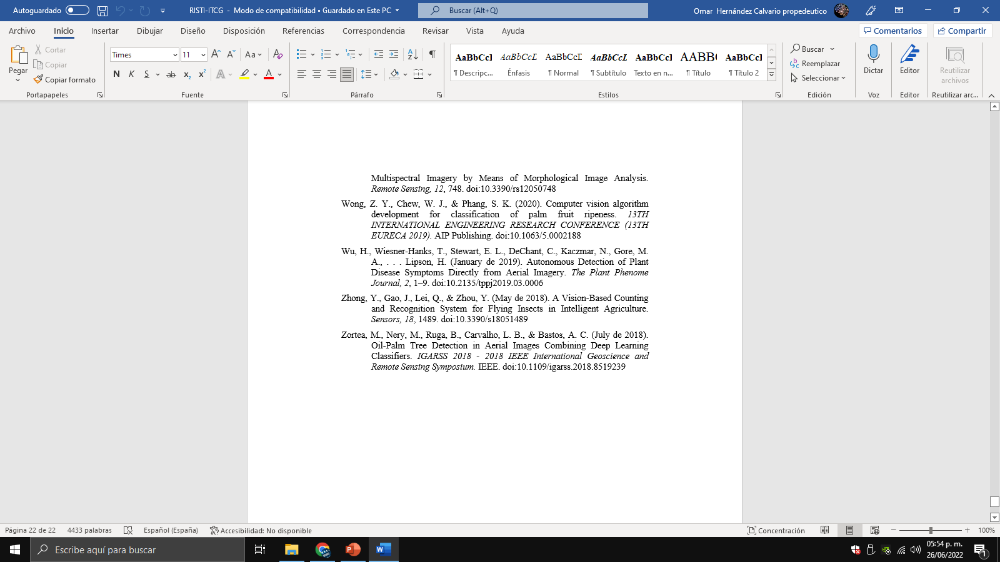 Autoguardado
RISTI-ITCG - Modo de compatibilidad • Guardado en Este PC
Buscar (Alt+Q)
Omar Hernández Calvario propedeutico
Archivo Inicio Insertar Dibujar Diseño Disposición Referencias Correspondencia Revisar Vista Ayuda
Comentarios Compartir
Pegar
Cortar
Copiar
Copiar formato
Portapapeles
Times 11
Aa
N K S ab x₂ x²
Fuente
Párrafo
AaBbCcI AaBbCcL AaBbCcD AaBbCcL AaBbCcI AABB( AaBbCcI
¶ Descripc... Énfasis ¶ Normal ¶ Subtítulo Texto en n... ¶ Título ¶ Título 2
Estilos
Buscar
Reemplazar
Seleccionar
Edición
Dictar
Voz
Editor
Editor
Reutilizar
archivos
Reutilizar arc...
Multispectral Imagery by Means of Morphological Image Analysis.
Remote Sensing, 12, 748. doi:10.3390/rs12050748
Wong, Z. Y., Chew, W. J., & Phang, S. K. (2020). Computer vision algorithm
development for classification of palm fruit ripeness. 13TH
INTERNATIONAL ENGINEERING RESEARCH CONFERENCE (13TH
EURECA 2019). AIP Publishing. doi:10.1063/5.0002188
Wu, H., Wiesner-Hanks, T., Stewart, E. L., DeChant, C., Kaczmar, N., Gore, M.
A., . . . Lipson, H. (January de 2019). Autonomous Detection of Plant
Disease Symptoms Directly from Aerial Imagery. The Plant Phenome
Journal, 2, 1–9. doi:10.2135/tppj2019.03.0006
Zhong, Y., Gao, J., Lei, Q., & Zhou, Y. (May de 2018). A Vision-Based Counting
and Recognition System for Flying Insects in Intelligent Agriculture.
Sensors, 18, 1489. doi:10.3390/s18051489
Zortea, M., Nery, M., Ruga, B., Carvalho, L. B., & Bastos, A. C. (July de 2018).
Oil-Palm Tree Detection in Aerial Images Combining Deep Learning
Classifiers. IGARSS 2018 - 2018 IEEE International Geoscience and
Remote Sensing Symposium. IEEE. doi:10.1109/igarss.2018.8519239
Página 22 de 22 4433 palabras Español (España) Accesibilidad: No disponible
Concentración 100%
Escribe aquí para buscar
05:54 p. m.
26/06/2022
1